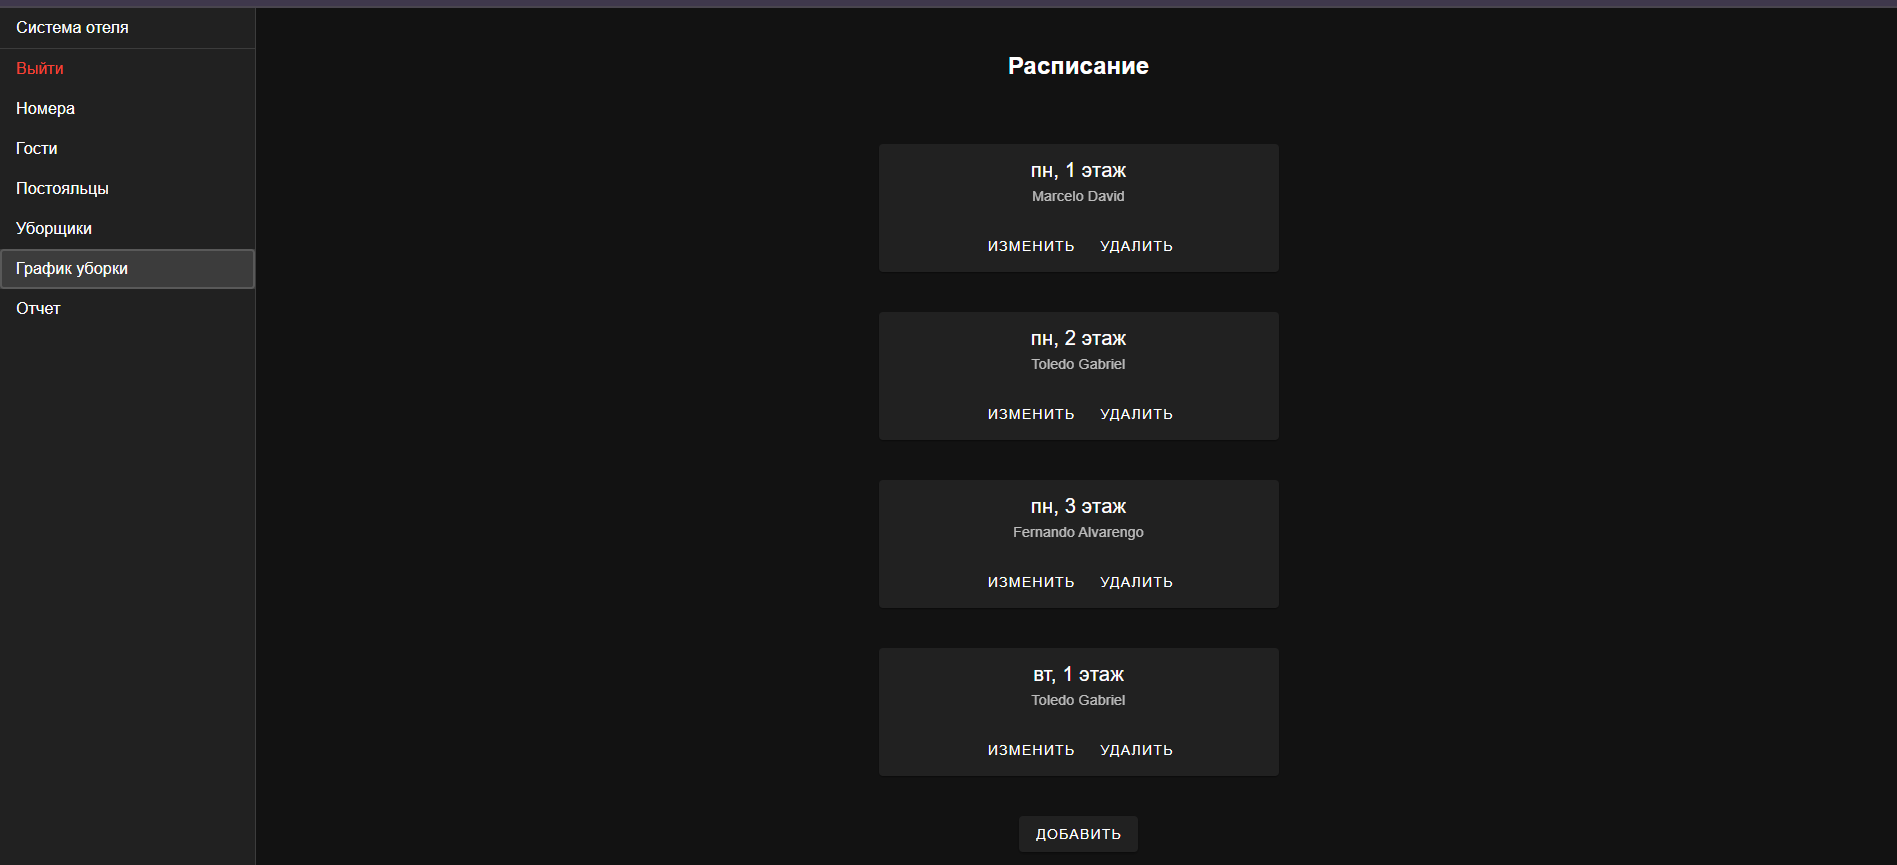 Система отеля
Выйти
Номера
Гости
Постояльцы
Уборщики
График уборки
Отчет
Расписание
пн, 1 этаж
Marcelo David
ИЗМЕНИТЬ УДАЛИТЬ
пн, 2 этаж
Toledo Gabriel
ИЗМЕНИТЬ УДАЛИТЬ
пн, 3 этаж
Fernando Alvarengo
ИЗМЕНИТЬ УДАЛИТЬ
вт, 1 этаж
Toledo Gabriel
ИЗМЕНИТЬ УДАЛИТЬ
ДОБАВИТЬ